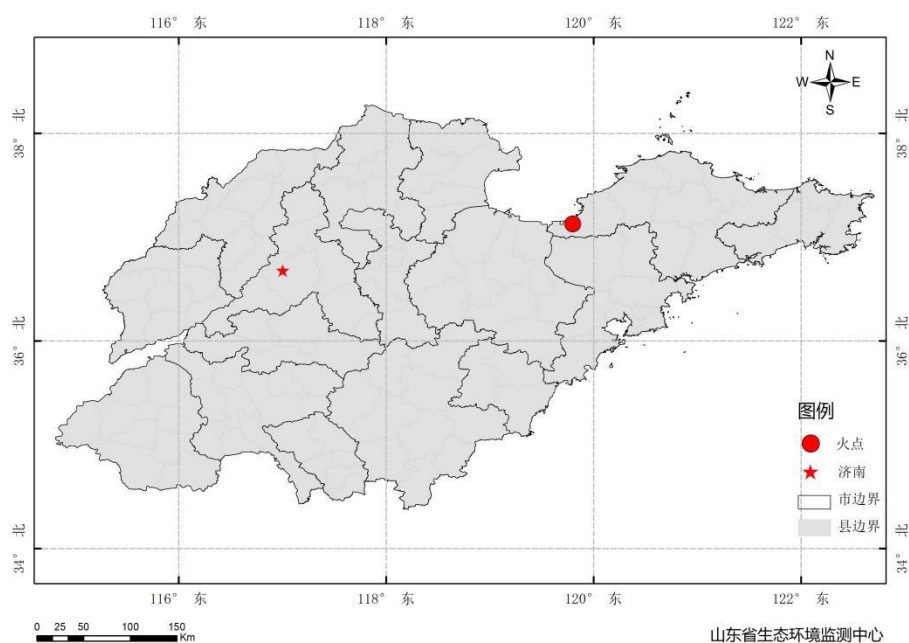 116° 东 118° 东 120° 东 122° 东
N
W E
S
38° 北 38° 北
36° 北 36° 北
图例
火点
济南
市边界
县边界
34° 北 34° 北
116° 东 118° 东 120° 东 122° 东
0 25 50 100 150
Km
山东省生态环境监测中心